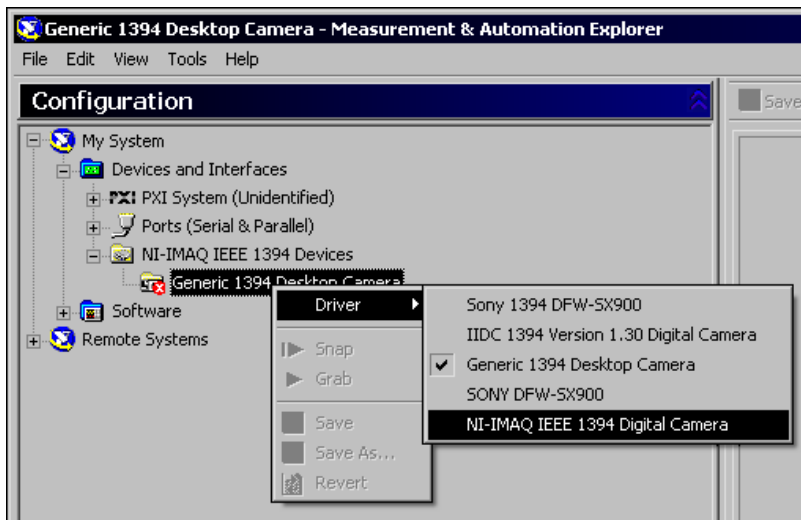 Generic 1394 Desktop Camera - Measurement & Automation Explorer
File Edit View Tools Help
Configuration
Save
My System
Devices and Interfaces
PXI PXI System (Unidentified)
Ports (Serial & Parallel)
NI-IMAQ IEEE 1394 Devices
Generic 1394 Desktop Camera
Software
Remote Systems
Driver
Snap
Grab
Save
Save As...
Revert
Sony 1394 DFW-SX900
IIDC 1394 Version 1.30 Digital Camera
Generic 1394 Desktop Camera
SONY DFW-SX900
NI-IMAQ IEEE 1394 Digital Camera